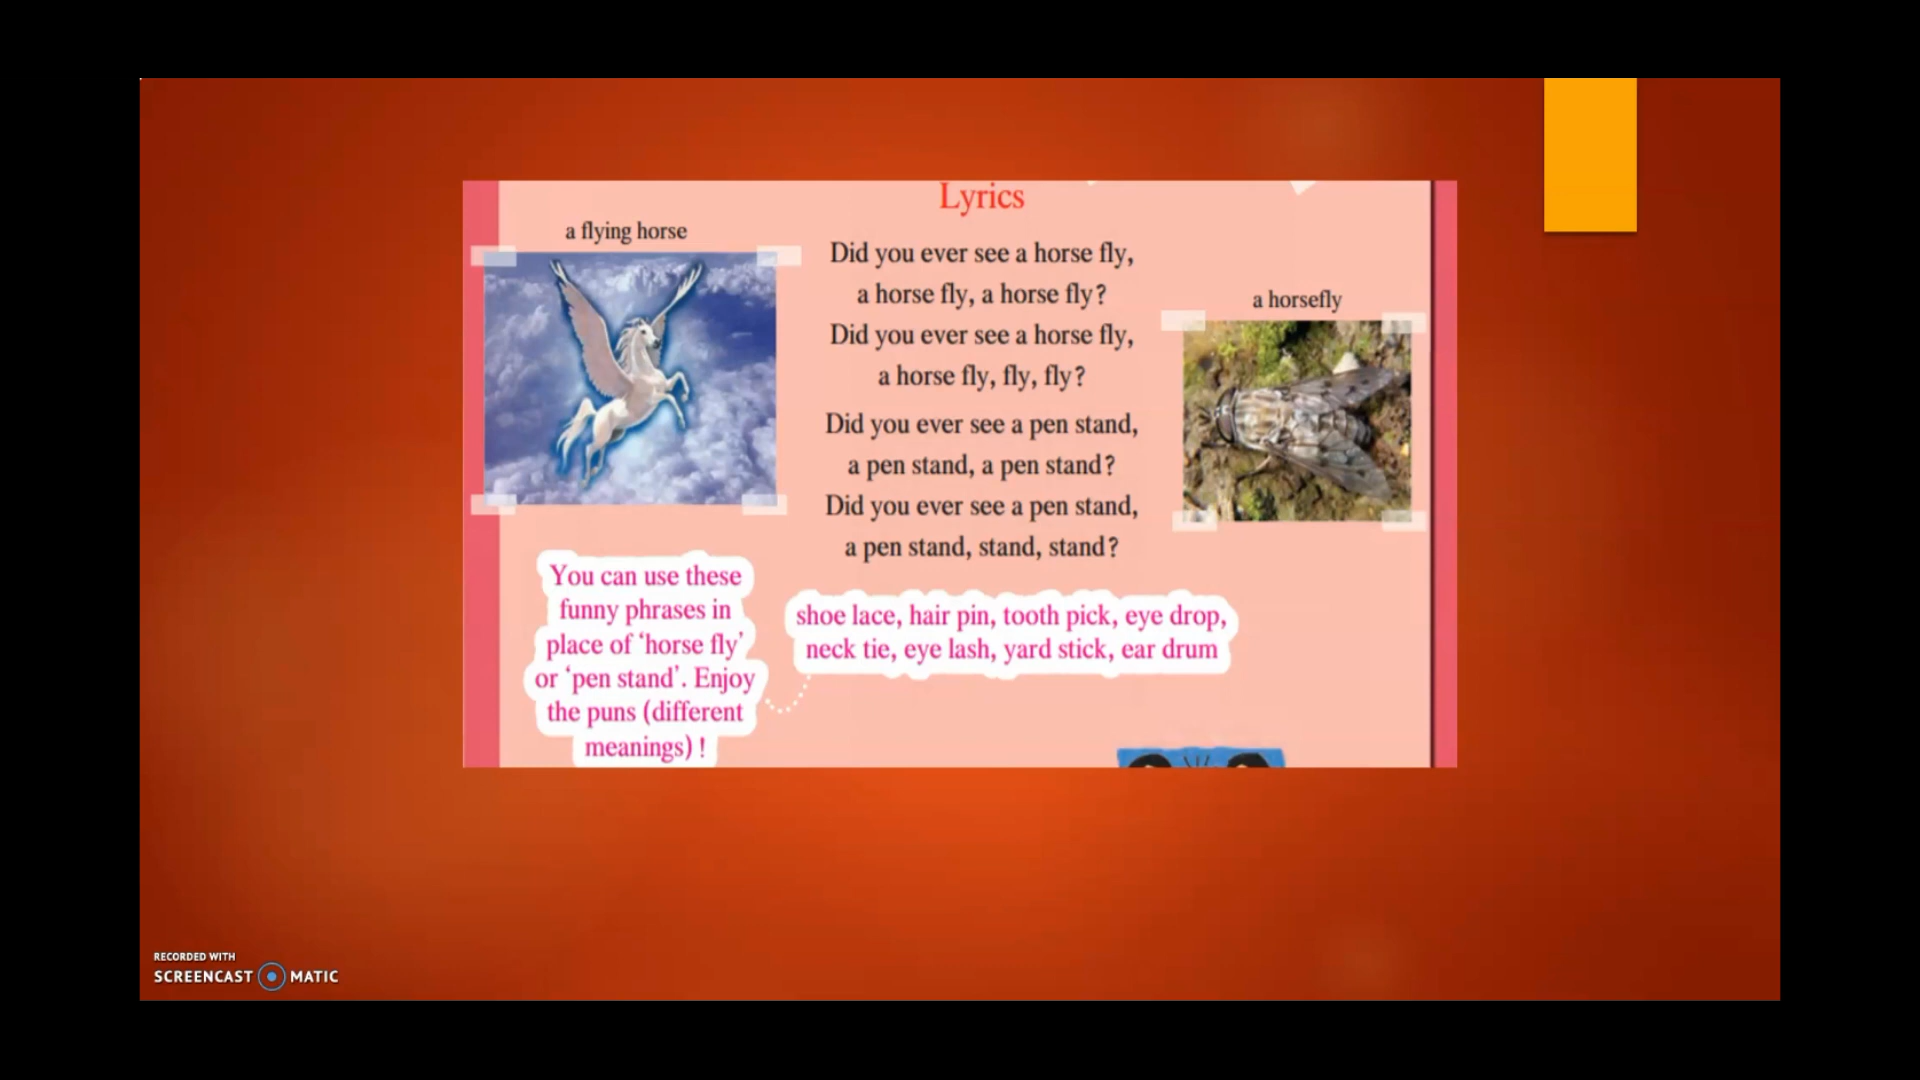 Lyrics
a flying horse
Did you ever see a horse fly,
a horse fly, a horse fly?
Did you ever see a horse fly,
a horse fly, fly, fly?
Did you ever see a pen stand,
a pen stand, a pen stand?
Did you ever see a pen stand,
a pen stand, stand, stand?
a horsefly
You can use these
funny phrases in
place of ‘horse fly’
or ‘pen stand’. Enjoy
the puns (different
meanings) !
shoe lace, hair pin, tooth pick, eye drop,
neck tie, eye lash, yard stick, ear drum
RECORDED WITH
SCREENCAST MATIC